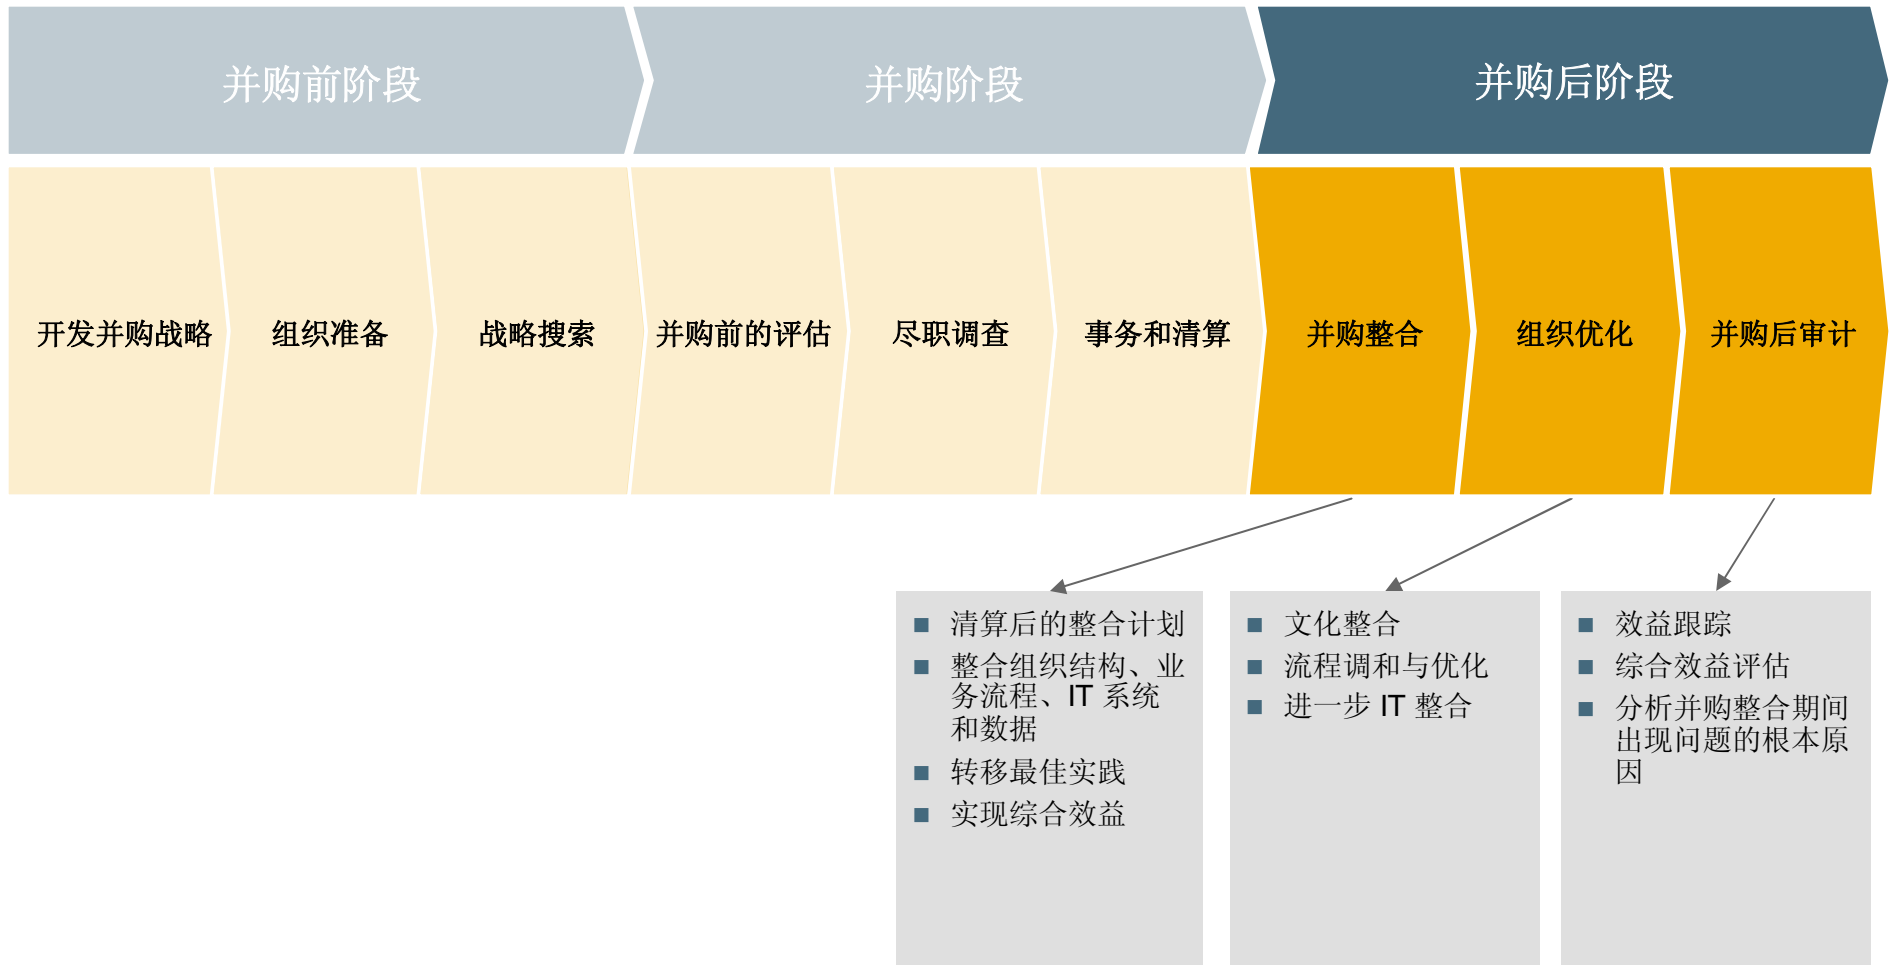 并购前阶段
并购阶段
并购后阶段
开发并购战略
组织准备
战略搜索
并购前的评估
尽职调查
事务和清算
并购整合
组织优化
并购后审计
清算后的整合计划
整合组织结构、业
务流程、IT 系统
和数据
转移最佳实践
实现综合效益
文化整合
流程调和与优化
进一步 IT 整合
效益跟踪
综合效益评估
分析并购整合期间
出现问题的根本原
因